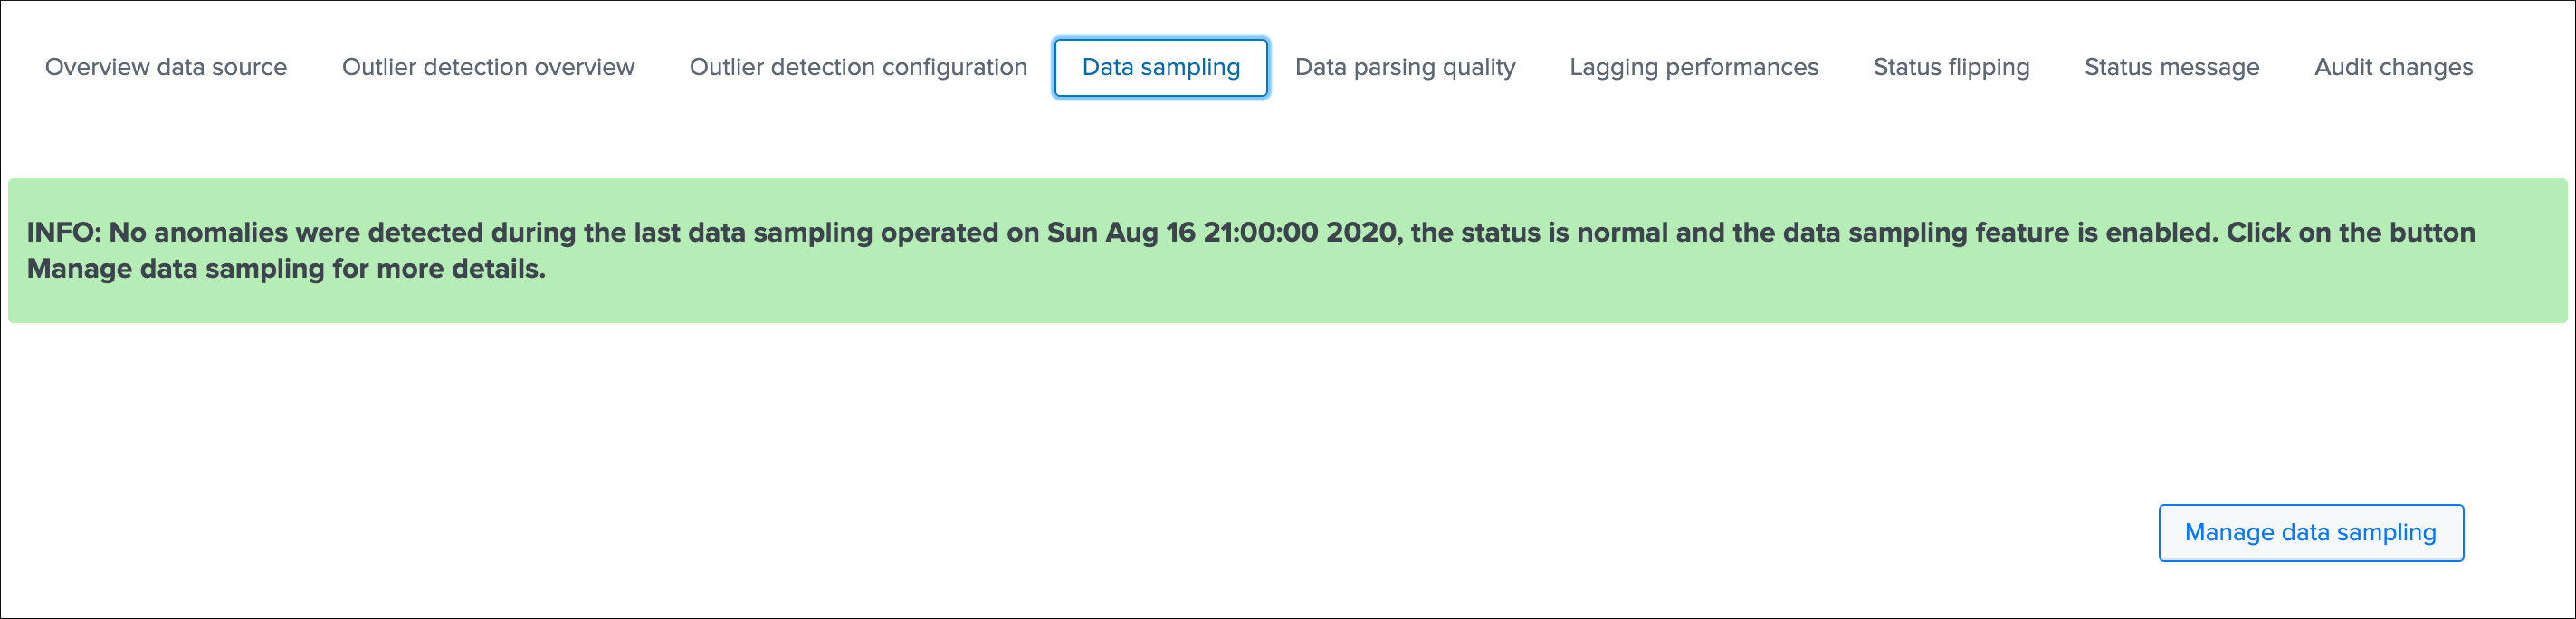 Overview data source Outlier detection overview Outlier detection configuration Data sampling Data parsing quality Lagging performances Status flipping Status message Audit changes
INFO: No anomalies were detected during the last data sampling operated on Sun Aug 16 21:00:00 2020, the status is normal and the data sampling feature is enabled. Click on the button
Manage data sampling for more details.
Manage data sampling